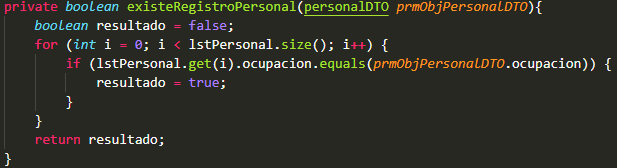 private boolean existeRegistroPersonal(personalDTO prmObjPersonalDTO){
    boolean resultado = false;
    for (int i = 0; i < lstPersonal.size(); i++) {
        if (lstPersonal.get(i).ocupacion.equals(prmObjPersonalDTO.ocupacion)) {
            resultado = true;
        }
    }
    return resultado;
}